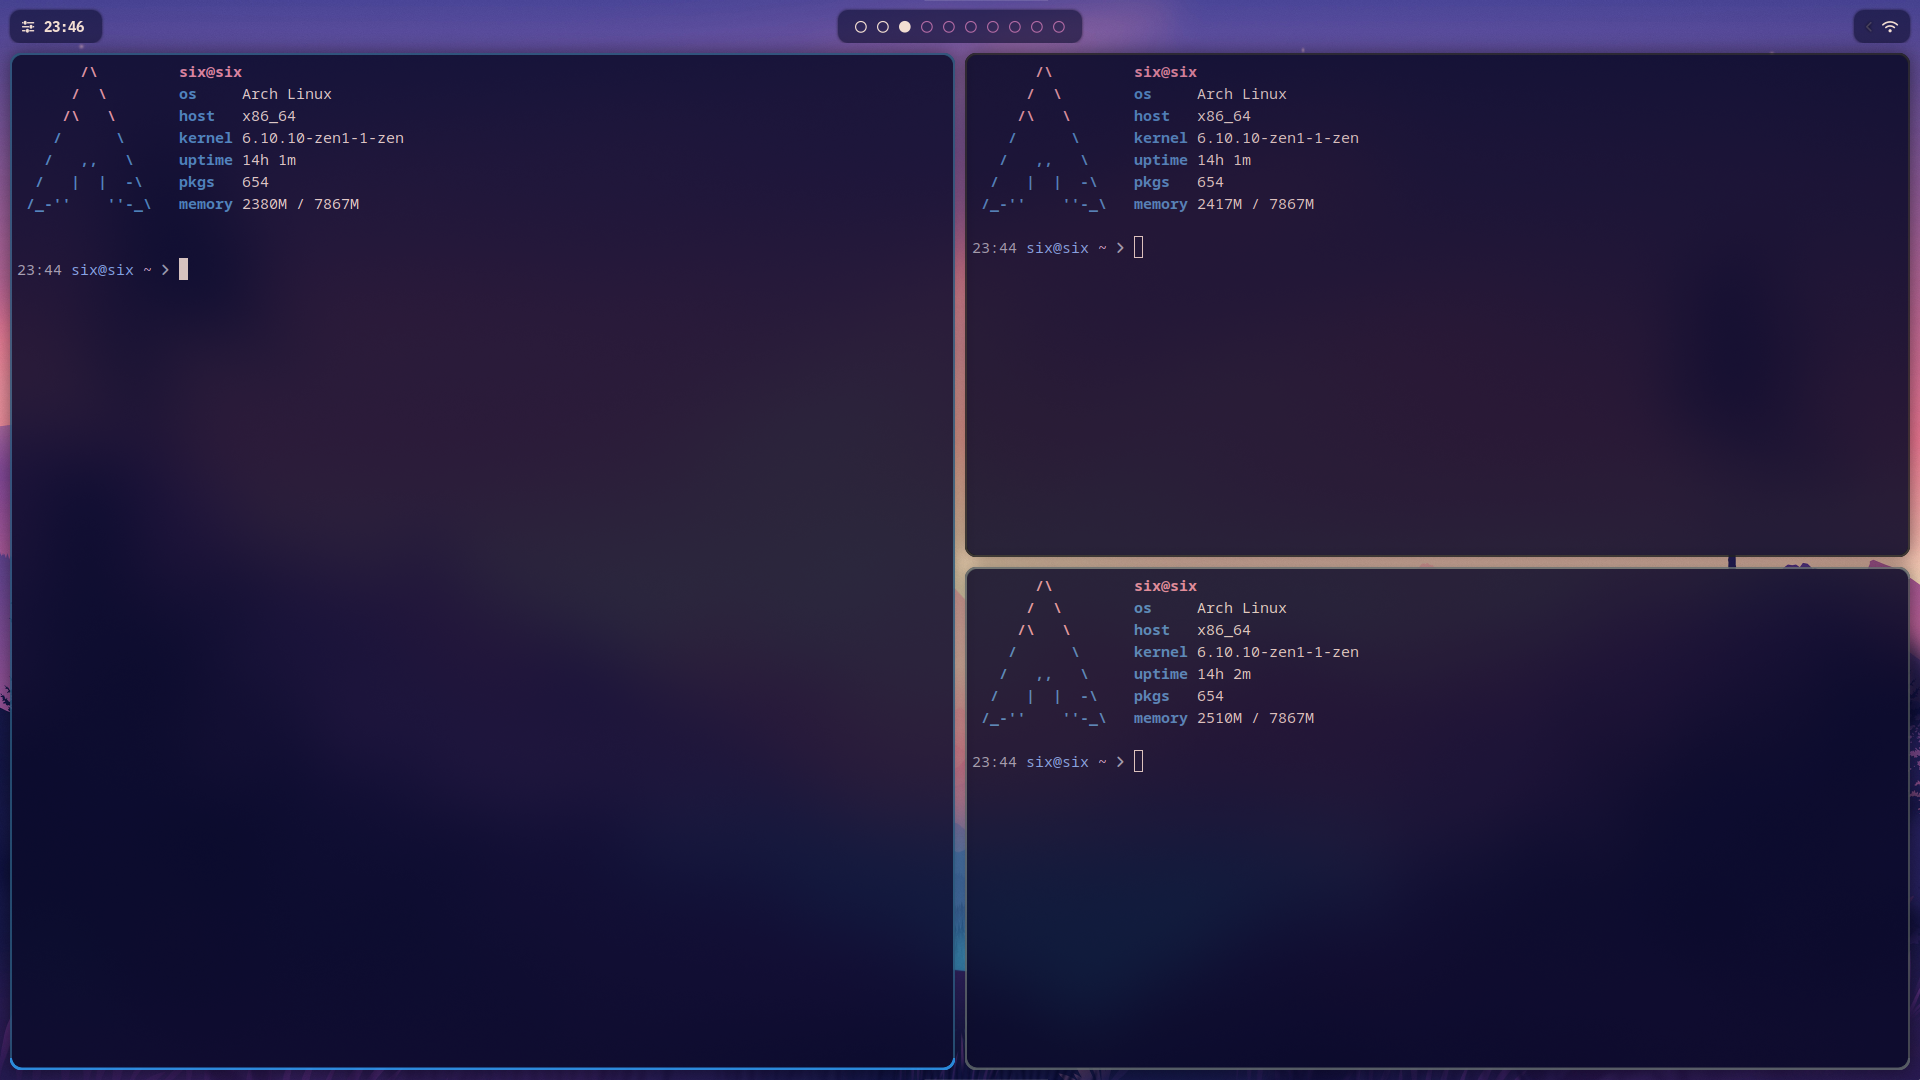 23:46
six@six
os Arch Linux
host x86_64
kernel 6.10.10-zen1-1-zen
uptime 14h 1m
pkgs 654
memory 2380M / 7867M
23:44 six@six ~ >
six@six
os Arch Linux
host x86_64
kernel 6.10.10-zen1-1-zen
uptime 14h 1m
pkgs 654
memory 2417M / 7867M
23:44 six@six ~ >
six@six
os Arch Linux
host x86_64
kernel 6.10.10-zen1-1-zen
uptime 14h 2m
pkgs 654
memory 2510M / 7867M
23:44 six@six ~ >